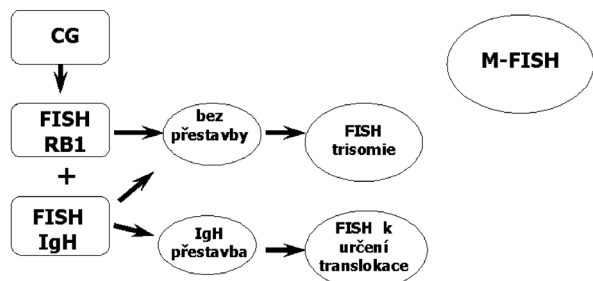 CG
M-FISH
FISH
RB1
bez
přestavby
FISH
trisomie
+
FISH
IgH
IgH
přestavba
FISH k
určení
translokace